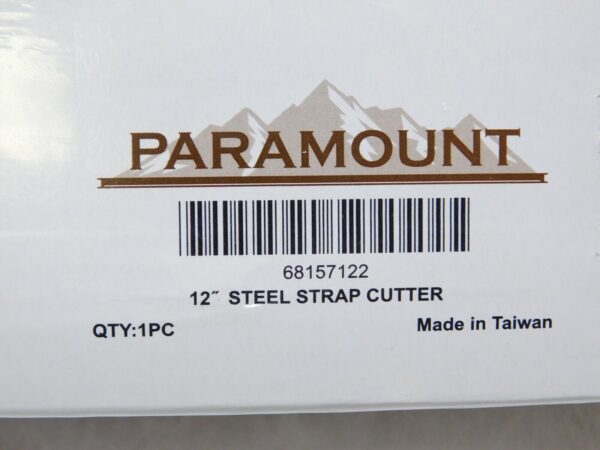 PARAMOUNT
68157122
12″ STEEL STRAP CUTTER
QTY:1PC
Made in Taiwan